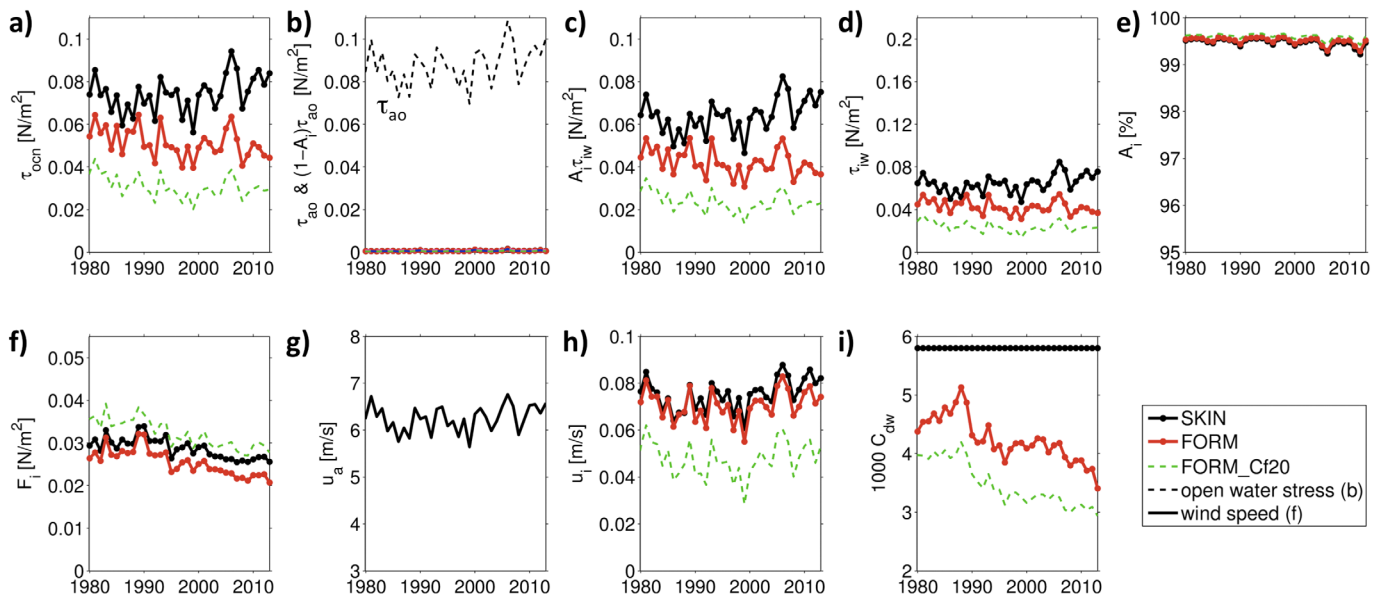 a)
0.1
0.08
0.06
0.04
0.02
0
1980 1990 2000 2010
τocn [N/m²]
b)
0.1
0.08
0.06
0.04
0.02
0
1980 1990 2000 2010
τao & (1−Ai)τao [N/m²]
τao
c)
0.1
0.08
0.06
0.04
0.02
0
1980 1990 2000 2010
Aiτiw [N/m²]
d)
0.2
0.16
0.12
0.08
0.04
0
1980 1990 2000 2010
τiw [N/m²]
e)
100
99
98
97
96
95
1980 1990 2000 2010
Ai [%]
f)
0.05
0.04
0.03
0.02
0.01
0
1980 1990 2000 2010
Fi [N/m²]
g)
8
7
6
5
4
3
1980 1990 2000 2010
ua [m/s]
h)
0.1
0.08
0.06
0.04
0.02
0
1980 1990 2000 2010
ui [m/s]
i)
6
5
4
3
2
1980 1990 2000 2010
1000 Cdw
SKIN
FORM
FORM_Cf20
open water stress (b)
wind speed (f)